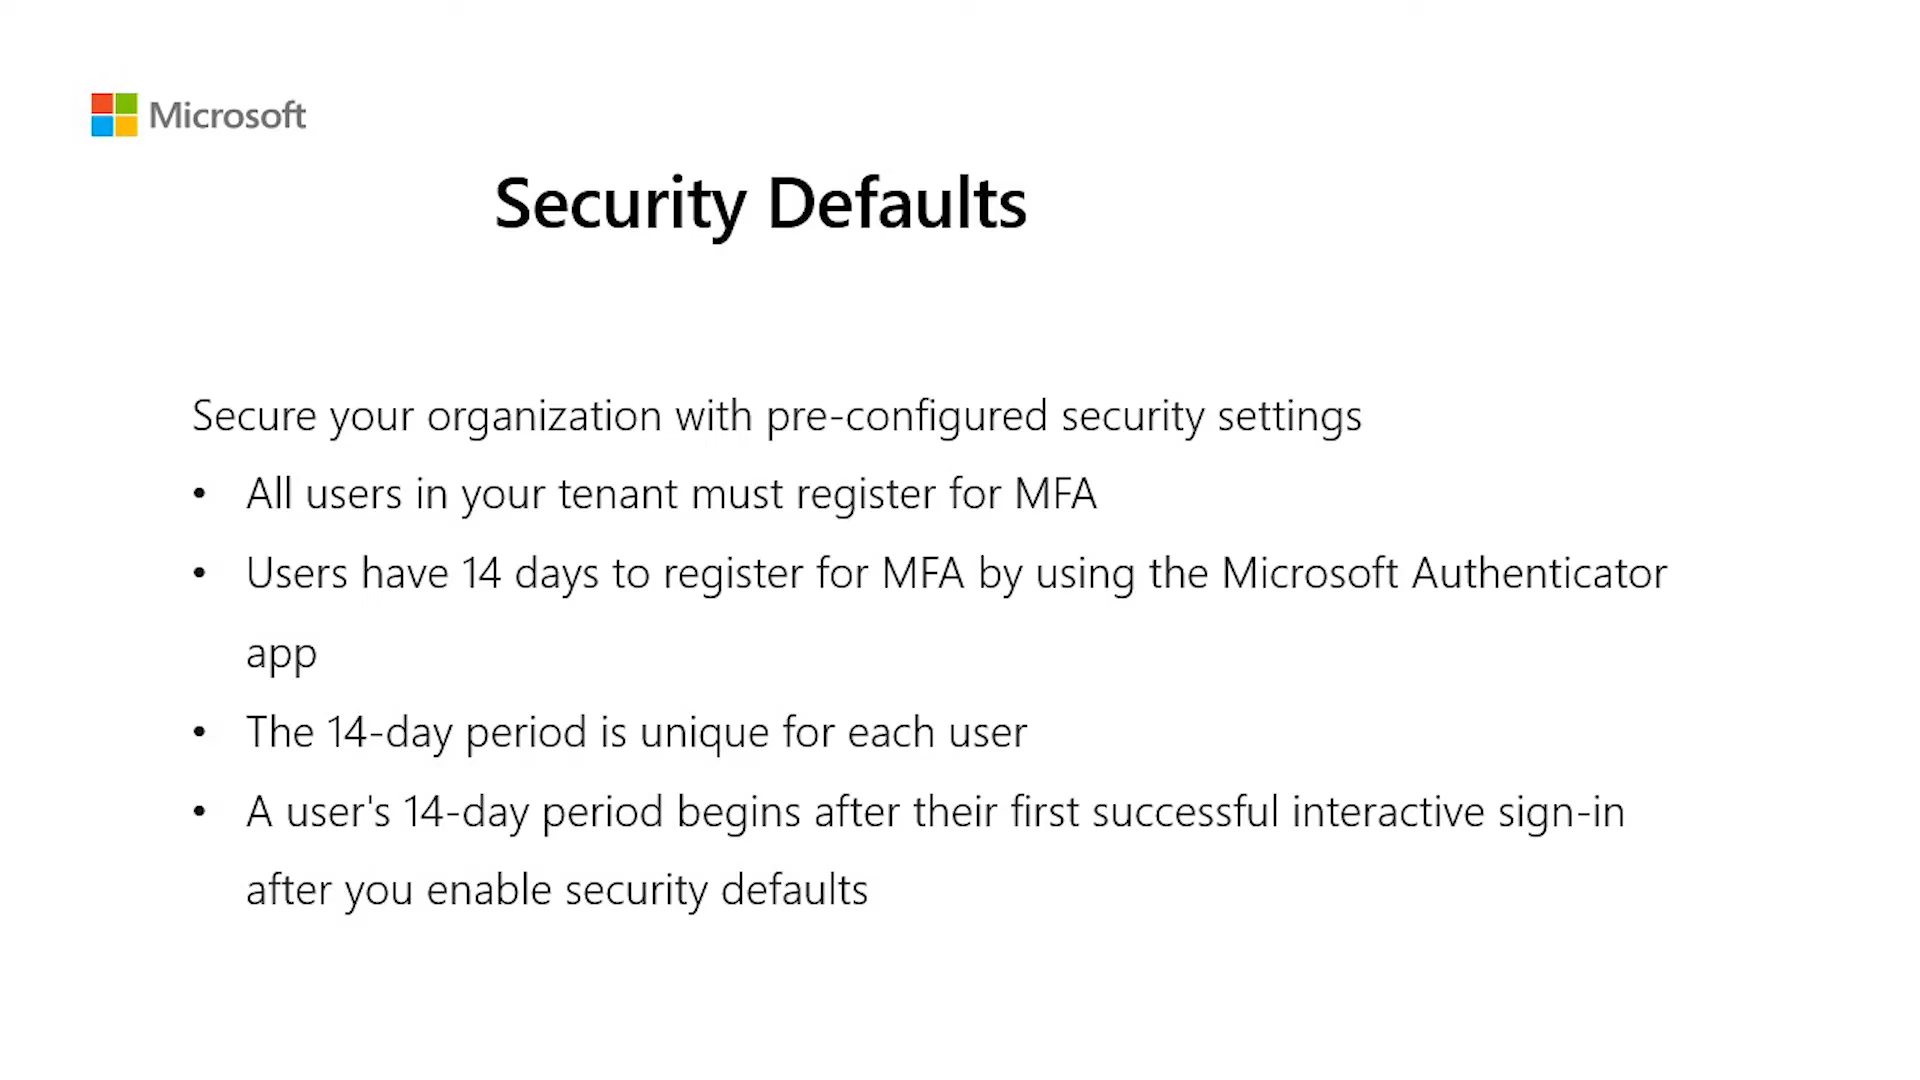 Microsoft
Security Defaults
Secure your organization with pre-configured security settings
• All users in your tenant must register for MFA
• Users have 14 days to register for MFA by using the Microsoft Authenticator
app
• The 14-day period is unique for each user
• A user's 14-day period begins after their first successful interactive sign-in
after you enable security defaults